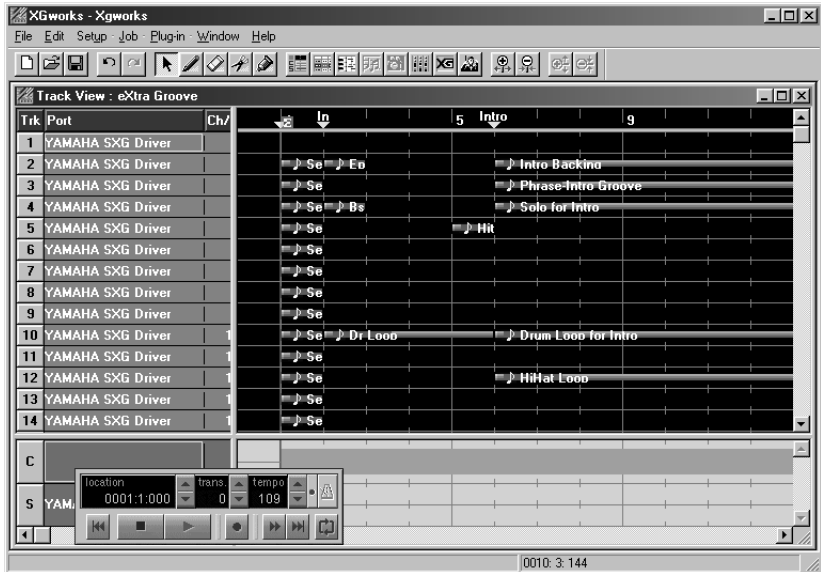 XGworks - Xgworks
File Edit Setup Job Plug-in Window Help
XG
Track View : eXtra Groove
Trk Port Ch/ In 5 Intro 9
1 YAMAHA SXG Driver
2 YAMAHA SXG Driver Se Ep Intro Backing
3 YAMAHA SXG Driver Se Phrase-Intro Groove
4 YAMAHA SXG Driver Se Bs Solo for Intro
5 YAMAHA SXG Driver Hit
6 YAMAHA SXG Driver Se
7 YAMAHA SXG Driver Se
8 YAMAHA SXG Driver Se
9 YAMAHA SXG Driver Se
10 YAMAHA SXG Driver 1 Se Dr Loop Drum Loop for Intro
11 YAMAHA SXG Driver 1 Se
12 YAMAHA SXG Driver 1 HiHat Loop
13 YAMAHA SXG Driver 1 Se
14 YAMAHA SXG Driver 1 Se
C
location trans. tempo
0001:1:000 0 109
S YAM
0010: 3: 144